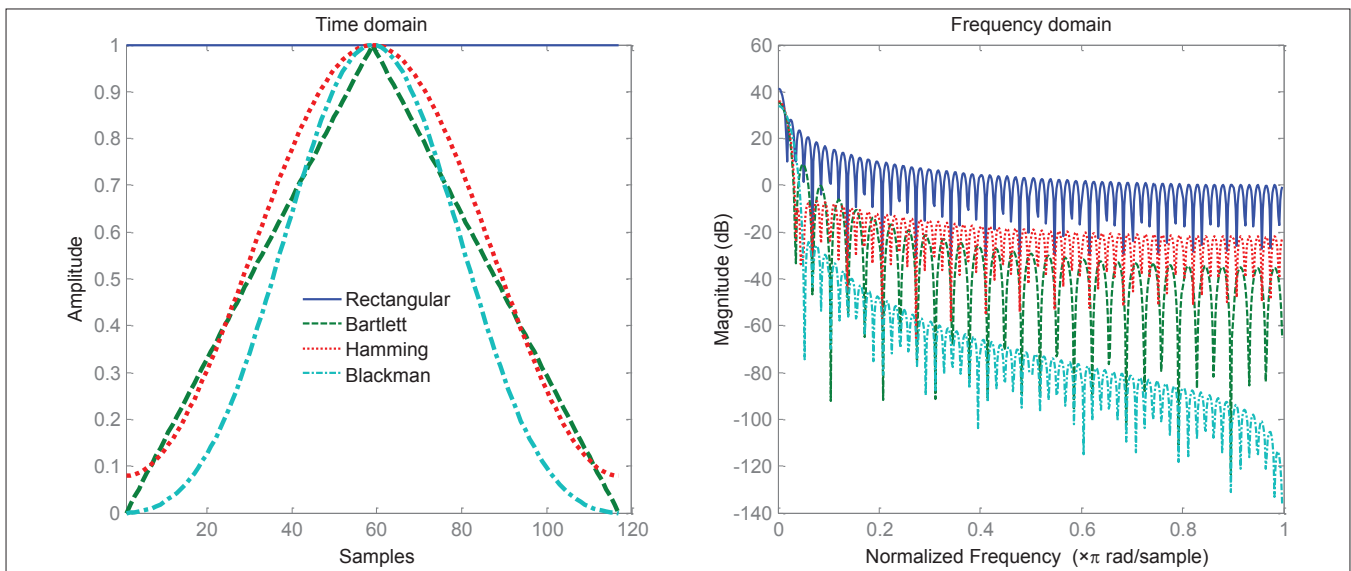 Time domain
1
0.9
0.8
0.7
0.6
0.5
0.4
0.3
0.2
0.1
0
Amplitude
Rectangular
Bartlett
Hamming
Blackman
20 40 60 80 100 120
Samples
Frequency domain
60
40
20
0
-20
-40
-60
-80
-100
-120
-140
Magnitude (dB)
0 0.2 0.4 0.6 0.8 1
Normalized Frequency (×π rad/sample)